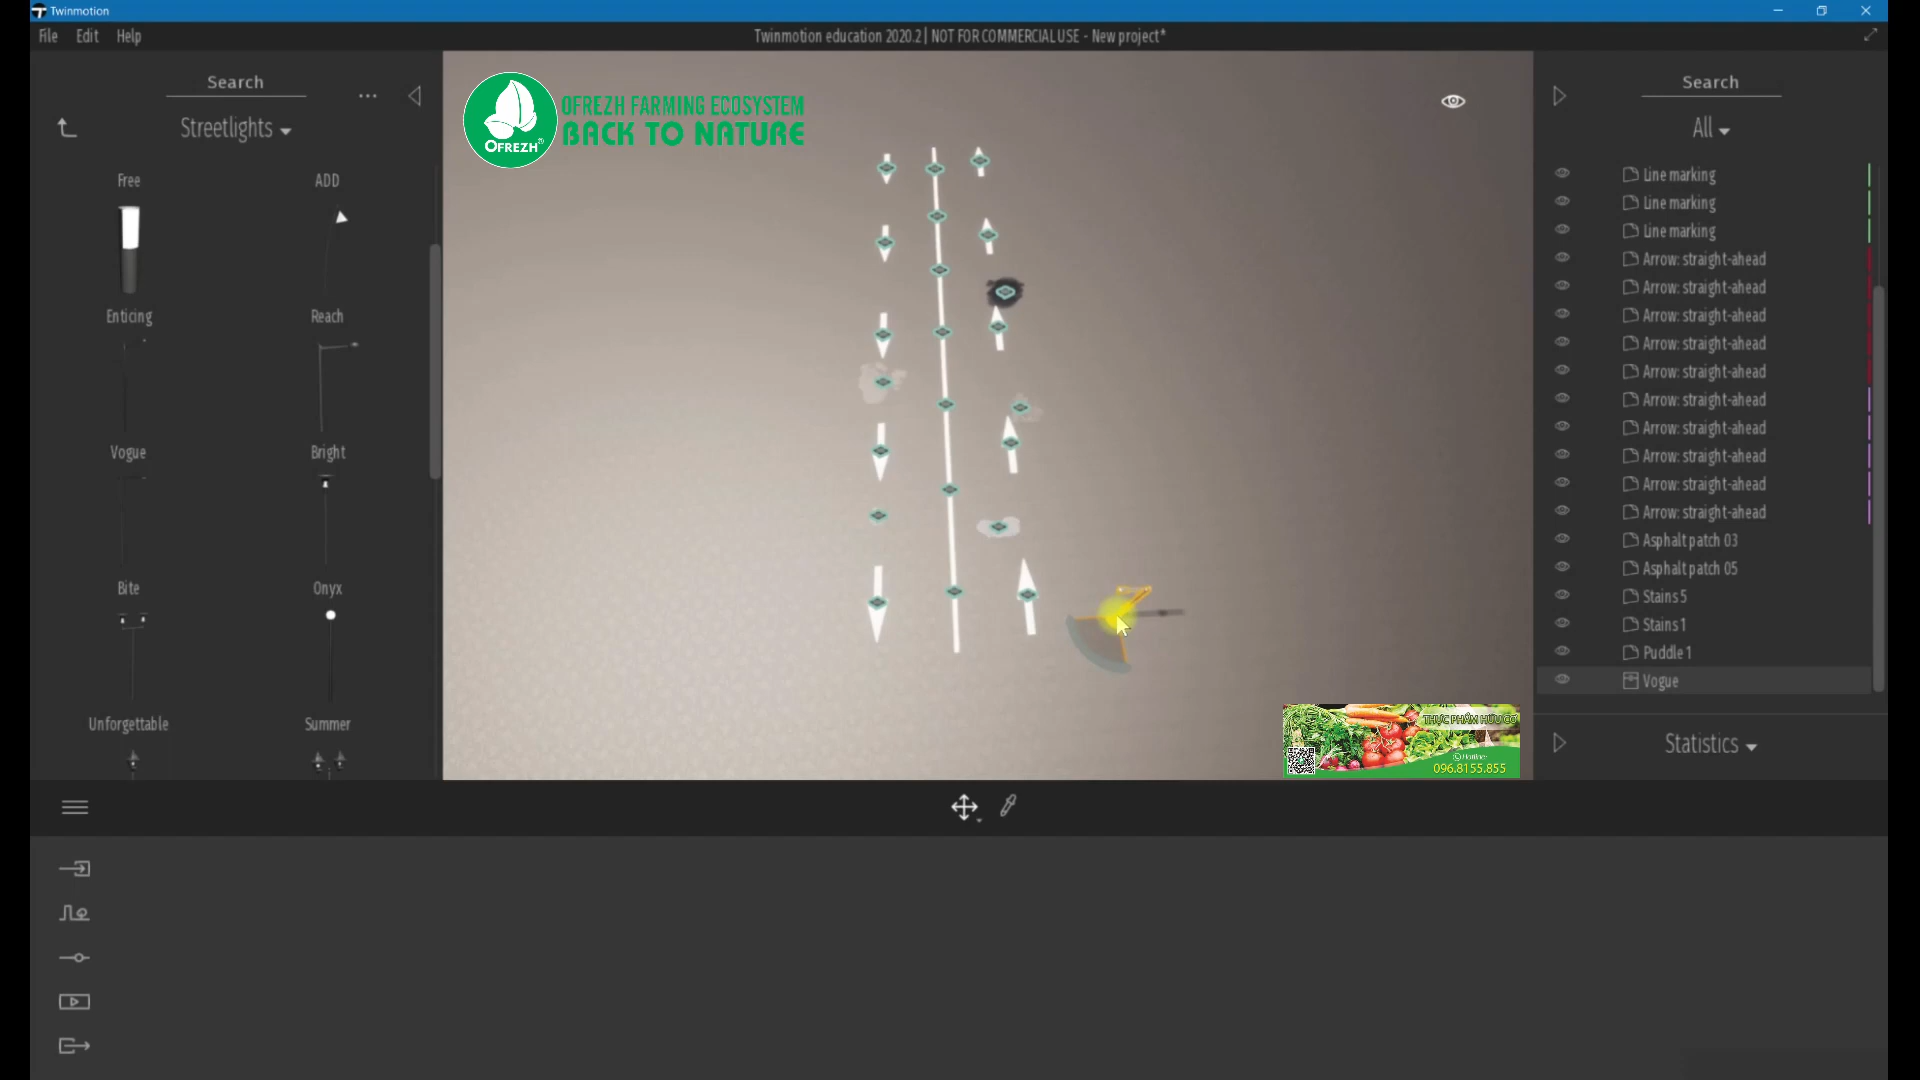 Twinmotion
File Edit Help
Twinmotion education 2020.2 | NOT FOR COMMERCIAL USE - New project*
Search
...
Streetlights
Free
ADD
Enticing
Reach
Vogue
Bright
Bite
Onyx
Unforgettable
Summer
OFREZH®
OFREZH FARMING ECOSYSTEM
BACK TO NATURE
THỰC PHẨM HỮU CƠ
Hotline:
096.8155.855
Search
All
Line marking
Line marking
Line marking
Arrow: straight-ahead
Arrow: straight-ahead
Arrow: straight-ahead
Arrow: straight-ahead
Arrow: straight-ahead
Arrow: straight-ahead
Arrow: straight-ahead
Arrow: straight-ahead
Arrow: straight-ahead
Arrow: straight-ahead
Asphalt patch 03
Asphalt patch 05
Stains 5
Stains 1
Puddle 1
Vogue
Statistics